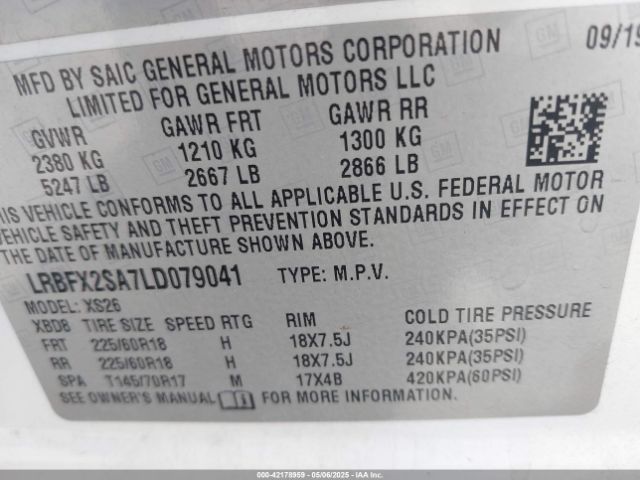 MFD BY SAIC GENERAL MOTORS CORPORATION 09/19
LIMITED FOR GENERAL MOTORS LLC
GVWR GAWR FRT GAWR RR
2380 KG 1210 KG 1300 KG
5247 LB 2667 LB 2866 LB
THIS VEHICLE CONFORMS TO ALL APPLICABLE U.S. FEDERAL MOTOR
VEHICLE SAFETY AND THEFT PREVENTION STANDARDS IN EFFECT ON
THE DATE OF MANUFACTURE SHOWN ABOVE.
LRBFX2SA7LD079041 TYPE: M.P.V.
MODEL: XS26
XBD8 TIRE SIZE SPEED RTG RIM COLD TIRE PRESSURE
FRT 225/60R18 H 18X7.5J 240KPA(35PSI)
RR 225/60R18 H 18X7.5J 240KPA(35PSI)
SPA T145/70R17 M 17X4B 420KPA(60PSI)
SEE OWNER'S MANUAL FOR MORE INFORMATION.
000-42178959 - 05/06/2025 - IAA